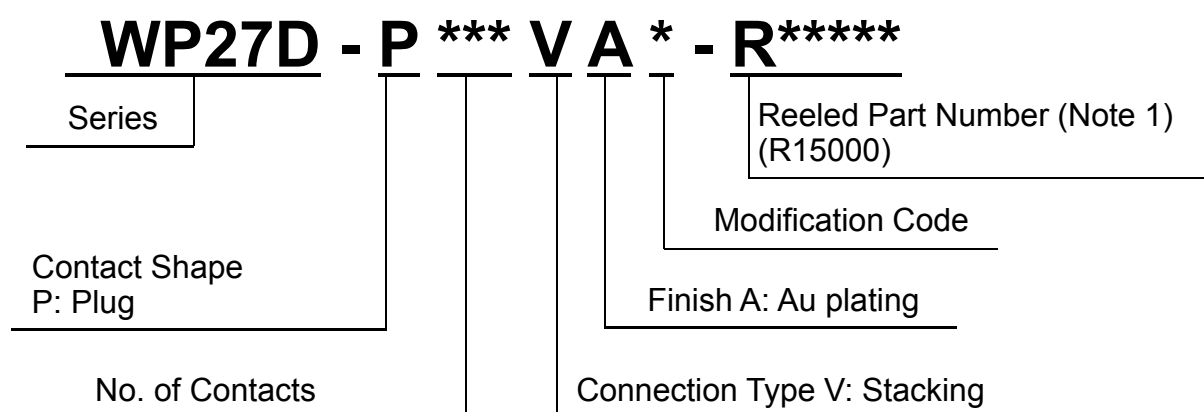 WP27D - P *** V A * - R*****
Series
Reeled Part Number (Note 1)
(R15000)
Modification Code
Contact Shape
P: Plug
Finish A: Au plating
No. of Contacts
Connection Type V: Stacking